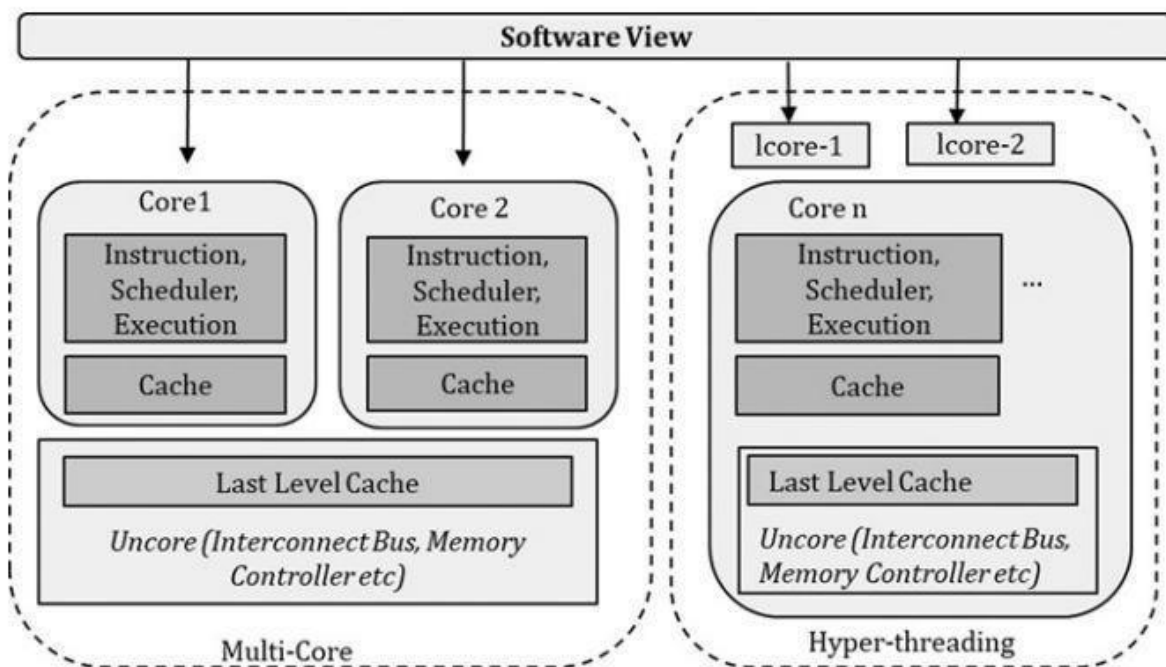 Software View
Core1
Instruction,
Scheduler,
Execution
Cache
Core 2
Instruction,
Scheduler,
Execution
Cache
Last Level Cache
Uncore (Interconnect Bus, Memory
Controller etc)
Multi-Core
lcore-1
lcore-2
Core n
Instruction,
Scheduler,
Execution
...
Cache
Last Level Cache
Uncore (Interconnect Bus,
Memory Controller etc)
Hyper-threading